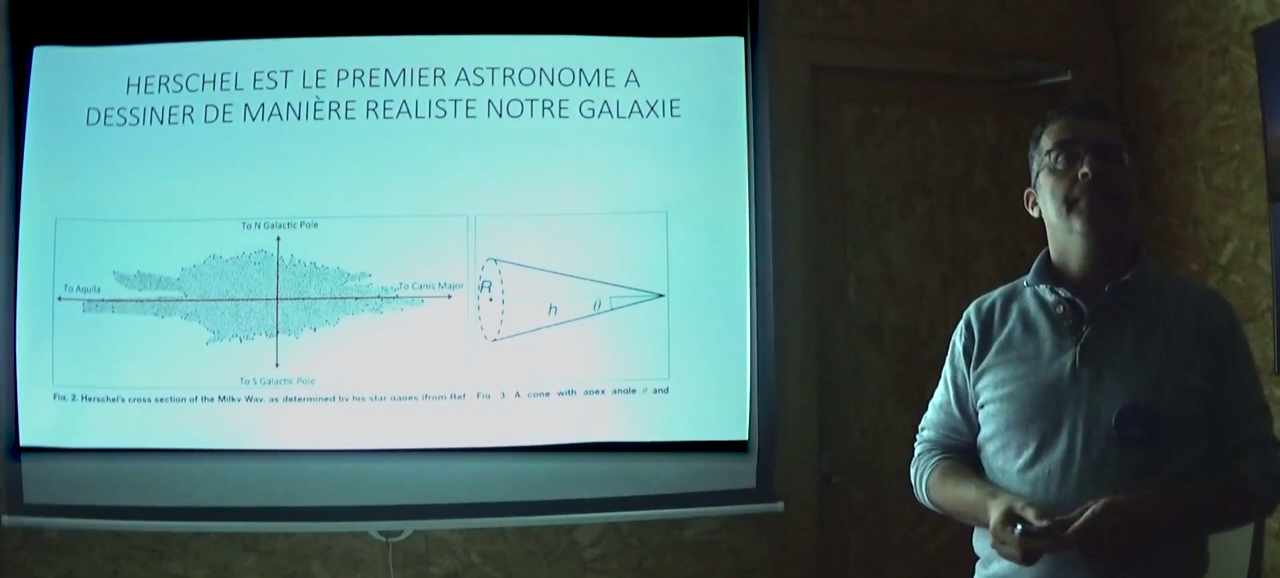 HERSCHEL EST LE PREMIER ASTRONOME A
DESSINER DE MANIÈRE REALISTE NOTRE GALAXIE
To N Galactic Pole
To Aquila
To Canis Major
To S Galactic Pole
R
h
θ
Fig. 2. Herschel's cross section of the Milky Way, as determined by his star gages (from Ref
Fig. 3. A cone with apex angle θ and